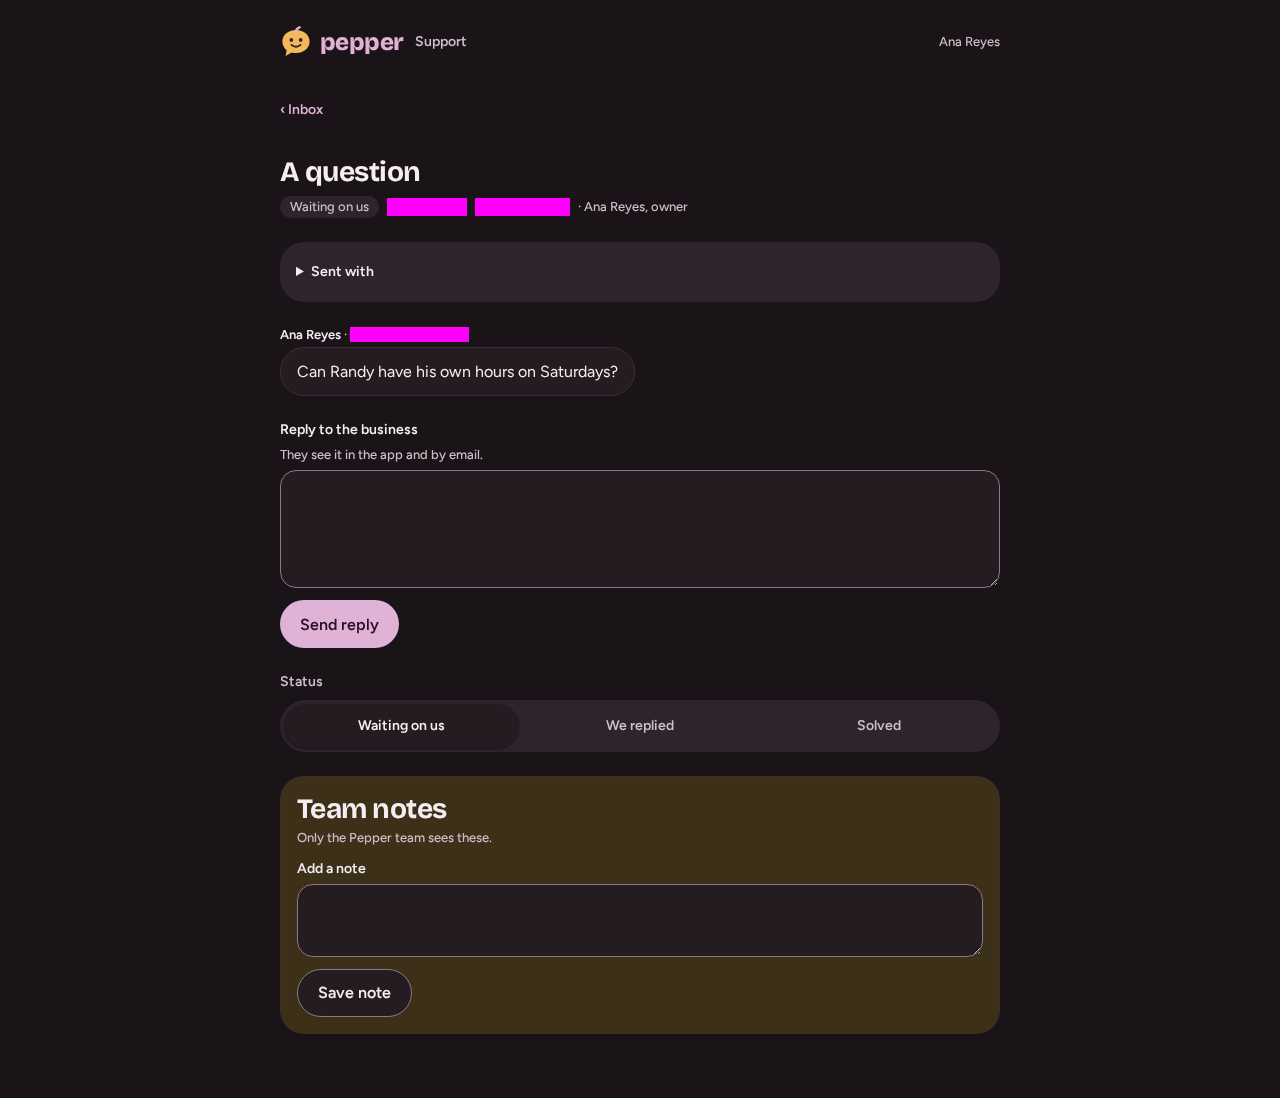 pepper Support Ana Reyes
‹ Inbox
A question
Waiting on us · Ana Reyes, owner
Sent with
Ana Reyes ·
Can Randy have his own hours on Saturdays?
Reply to the business
They see it in the app and by email.
Send reply
Status
Waiting on us We replied Solved
Team notes
Only the Pepper team sees these.
Add a note
Save note